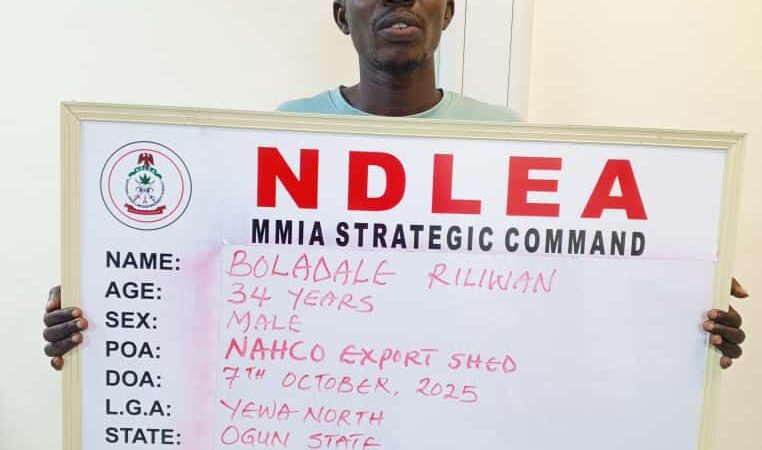 NDLEA
MMIA STRATEGIC COMMAND
NAME: BOLADALE RILIWAN
AGE: 34 YEARS
SEX: MALE
POA: NAHCO EXPORT SHED
DOA: 7TH OCTOBER, 2025
L.G.A: YEWA NORTH
STATE: OGUN STATE